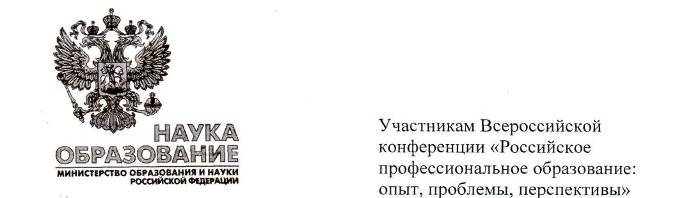 НАУКА
ОБРАЗОВАНИЕ
МИНИСТЕРСТВО ОБРАЗОВАНИЯ И НАУКИ
РОССИЙСКОЙ ФЕДЕРАЦИИ
Участникам Всероссийской
конференции «Российское
профессиональное образование:
опыт, проблемы, перспективы»